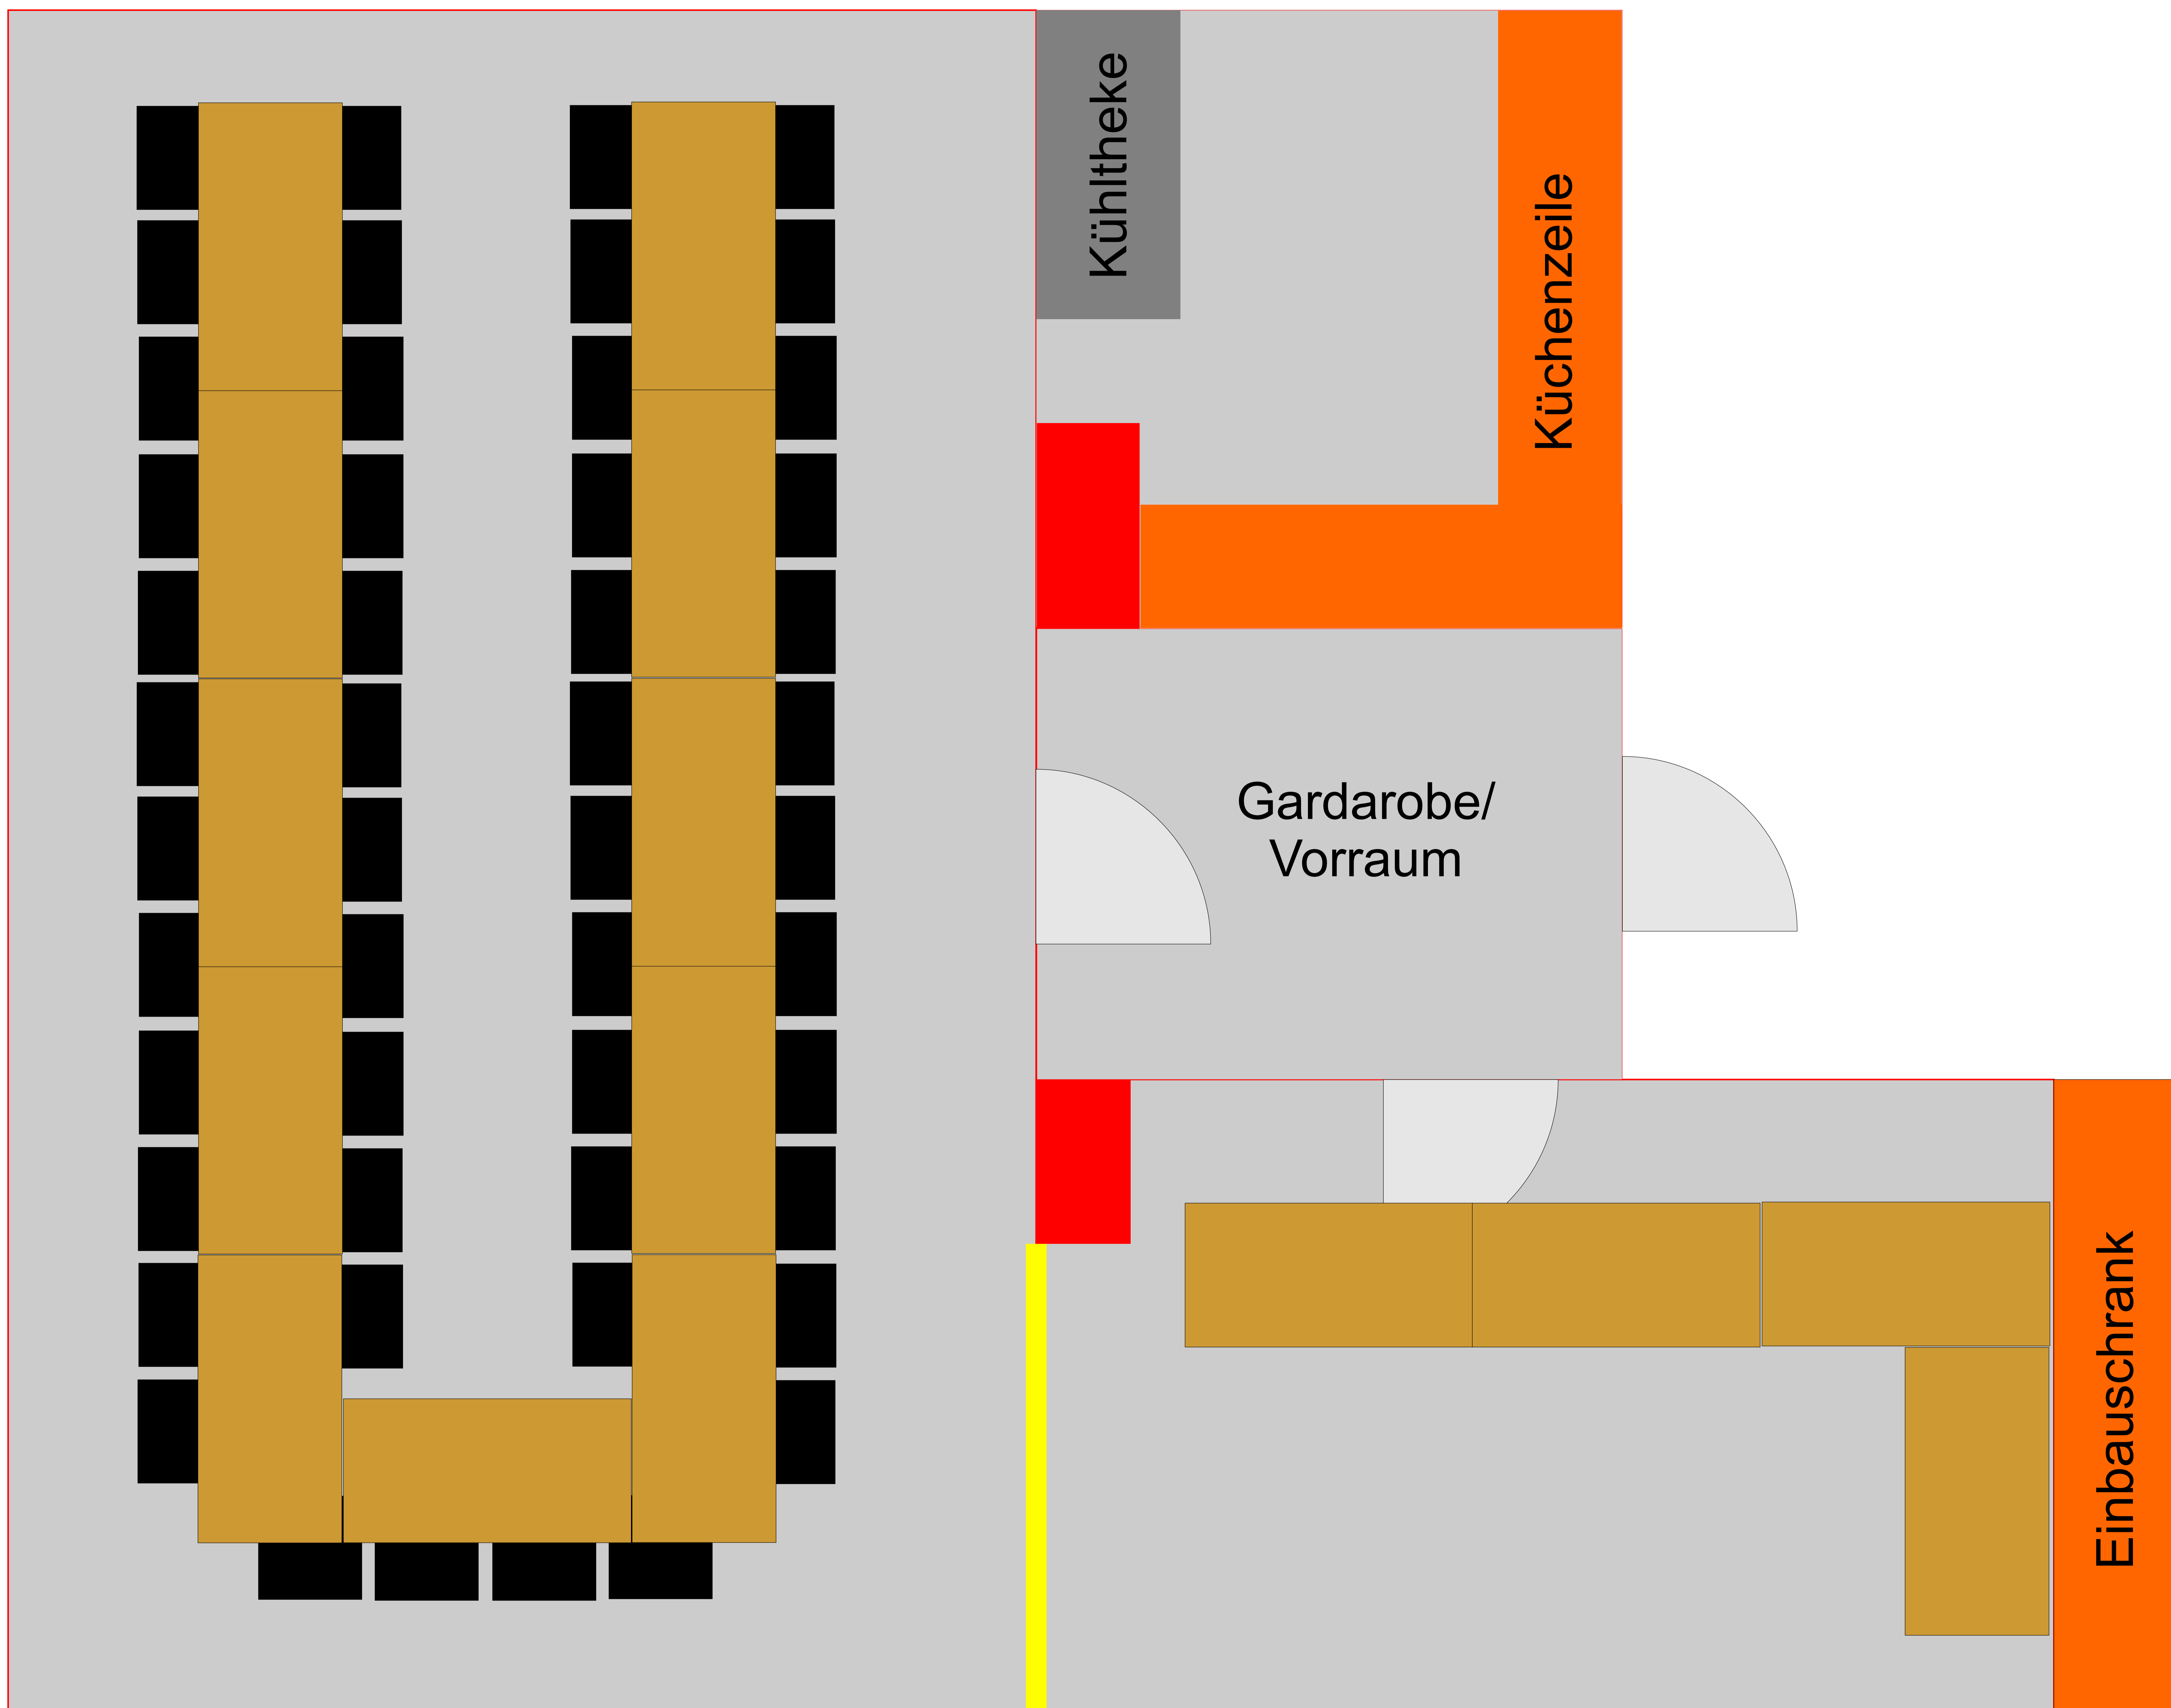 Kühltheke
Küchenzeile
Gardarobe/
Vorraum
Einbauschrank